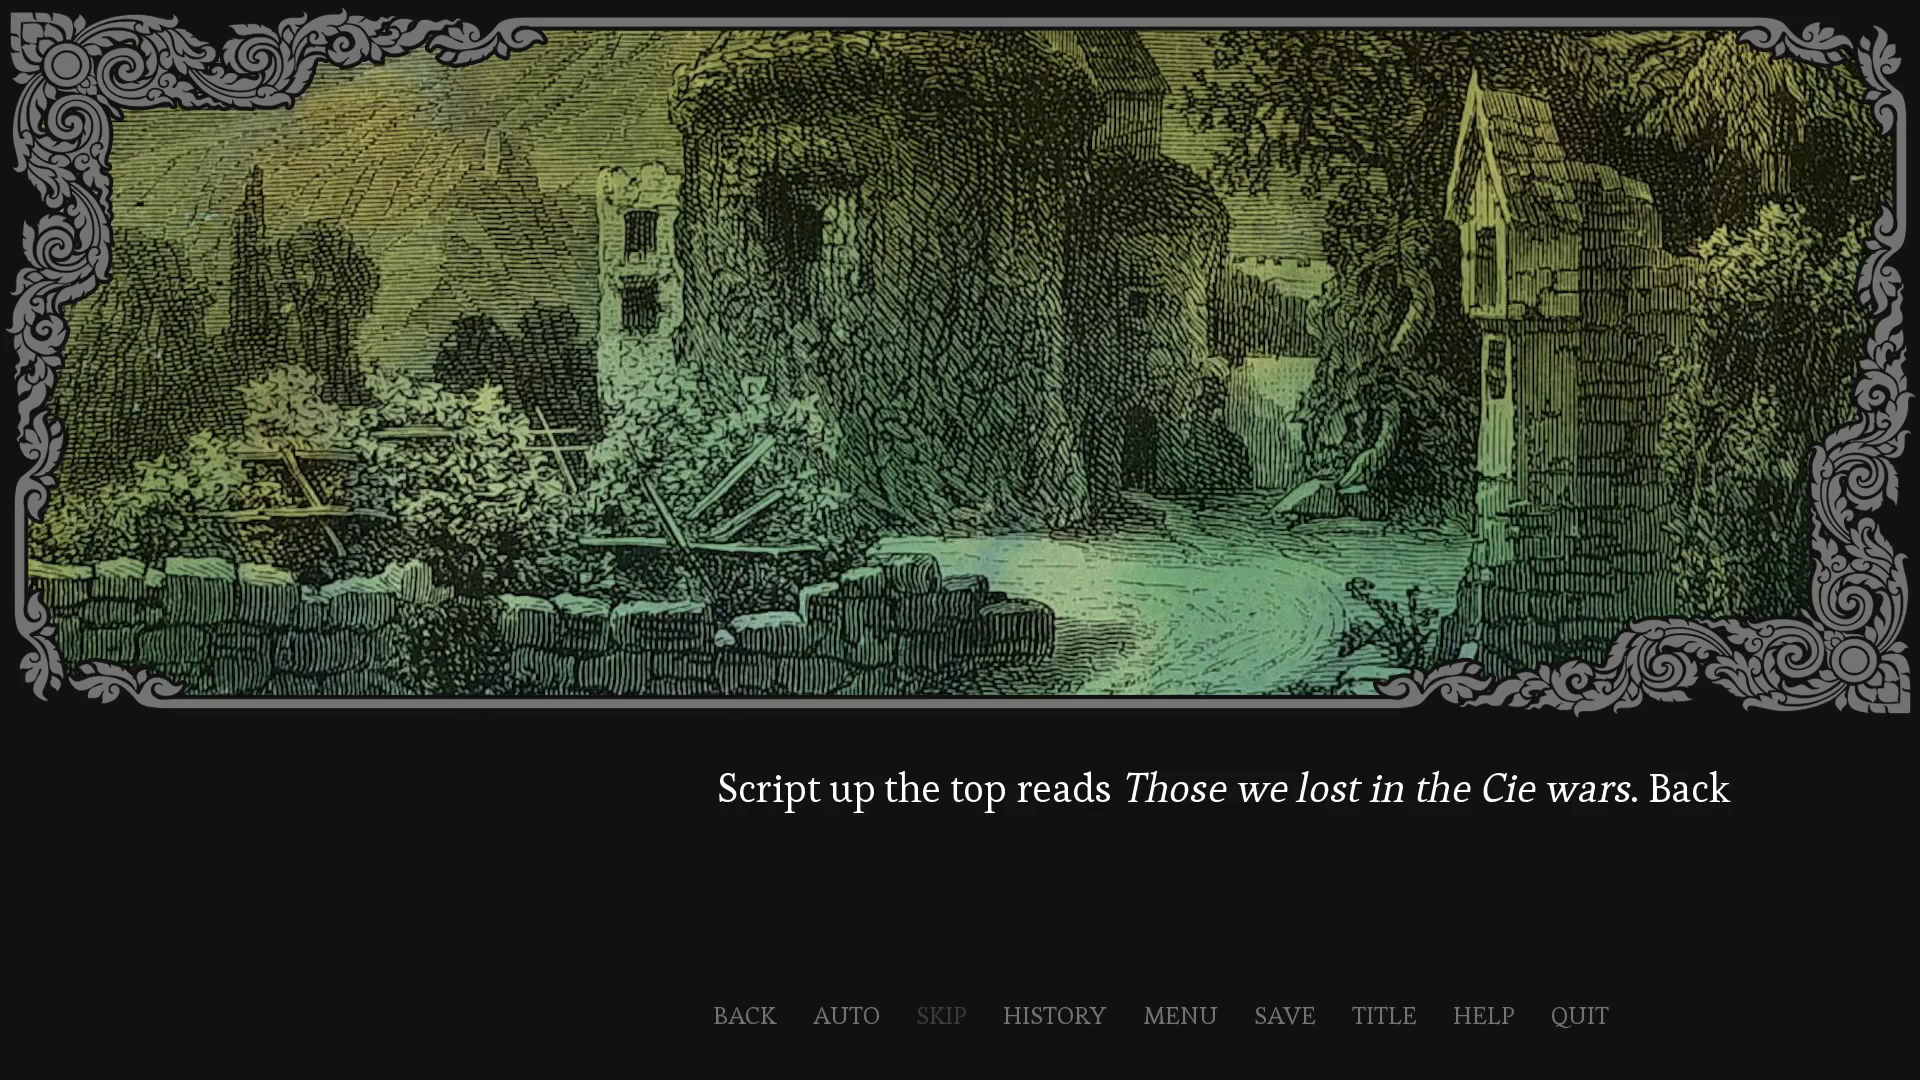 Script up the top reads Those we lost in the Cie wars. Back
BACK AUTO SKIP HISTORY MENU SAVE TITLE HELP QUIT